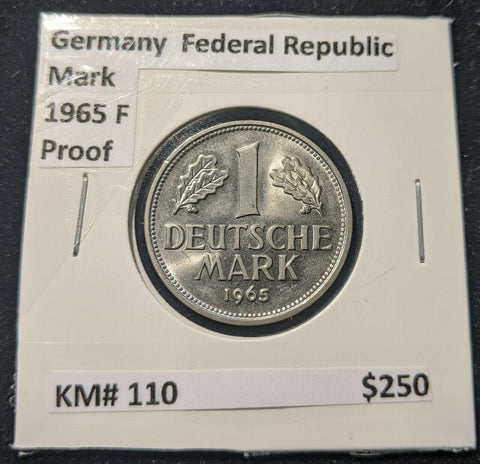 Germany Federal Republic
Mark
1965 F
Proof
1
DEUTSCHE
MARK
1965
KM# 110 $250